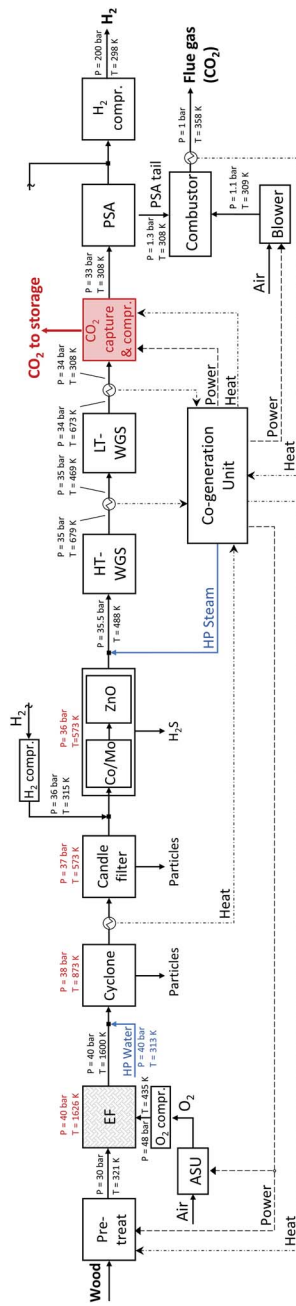 Wood
Pre-
treat
P = 30 bar
T = 321 K
P = 40 bar
T = 1626 K
EF
P = 48 bar
T = 435 K
O₂ compr.
O₂
Air
ASU
P = 40 bar
T = 1600 K
HP Water
P = 40 bar
T = 313 K
P = 38 bar
T = 873 K
Cyclone
Particles
P = 37 bar
T = 573 K
Candle
filter
Particles
H₂
H₂ compr.
P = 36 bar
T = 315 K
P = 36 bar
T=573 K
Co/Mo
ZnO
H₂S
P = 35.5 bar
T = 488 K
HP Steam
HT-
WGS
P = 35 bar
T = 679 K
P = 35 bar
T = 469 K
LT-
WGS
P = 34 bar
T = 673 K
P = 34 bar
T = 308 K
CO₂ to storage
CO₂
capture
& compr.
Power
Heat
Co-generation
Unit
P = 33 bar
T = 308 K
PSA
PSA tail
P = 1.3 bar
T = 308 K
H₂
compr.
P = 200 bar
T = 298 K
H₂
Combustor
P = 1 bar
T = 358 K
Flue gas
(CO₂)
P = 1.1 bar
T = 309 K
Air
Blower
Power
Heat
Heat
Power
Heat